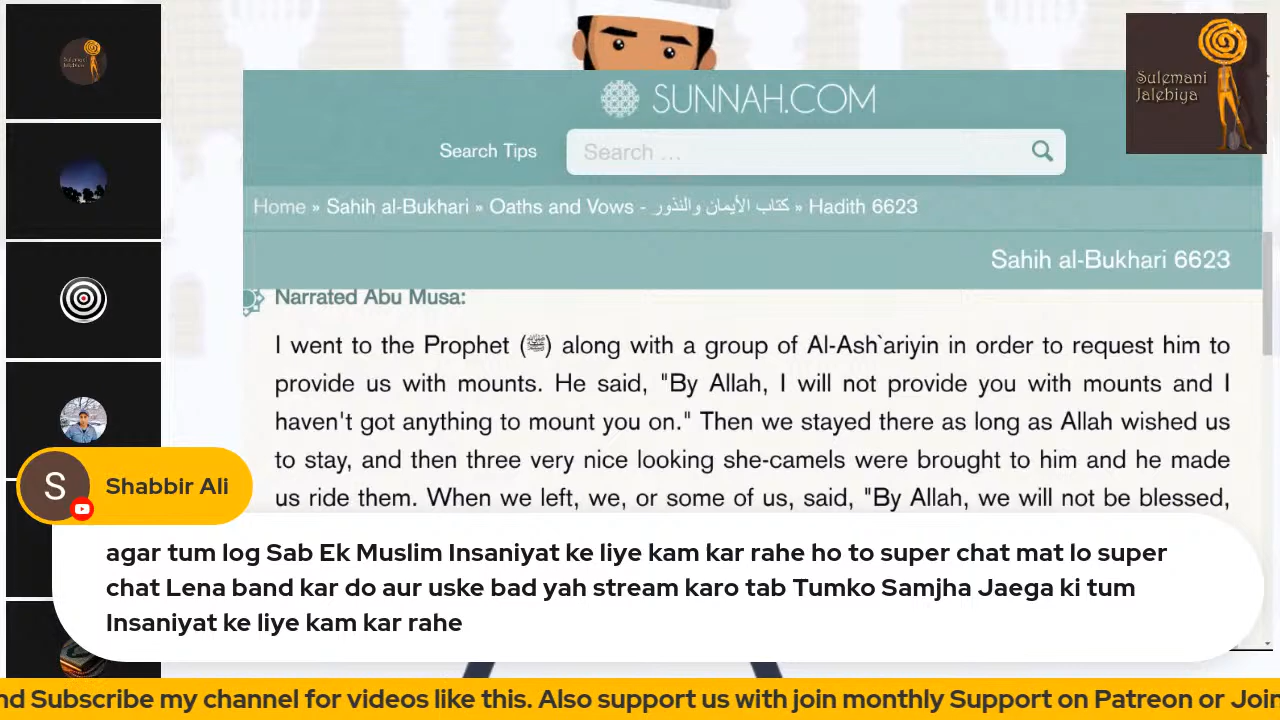 SUNNAH.COM
Sulemani
Jalebiya
Search Tips
Search ...
Home » Sahih al-Bukhari » Oaths and Vows - كتاب الأيمان والنذور » Hadith 6623
Sahih al-Bukhari 6623
Narrated Abu Musa:
I went to the Prophet (ﷺ) along with a group of Al-Ash`ariyin in order to request him to
provide us with mounts. He said, "By Allah, I will not provide you with mounts and I
haven't got anything to mount you on." Then we stayed there as long as Allah wished us
to stay, and then three very nice looking she-camels were brought to him and he made
us ride them. When we left, we, or some of us, said, "By Allah, we will not be blessed,
S
Shabbir Ali
agar tum log Sab Ek Muslim Insaniyat ke liye kam kar rahe ho to super chat mat lo super
chat Lena band kar do aur uske bad yah stream karo tab Tumko Samjha Jaega ki tum
Insaniyat ke liye kam kar rahe
nd Subscribe my channel for videos like this. Also support us with join monthly Support on Patreon or Join